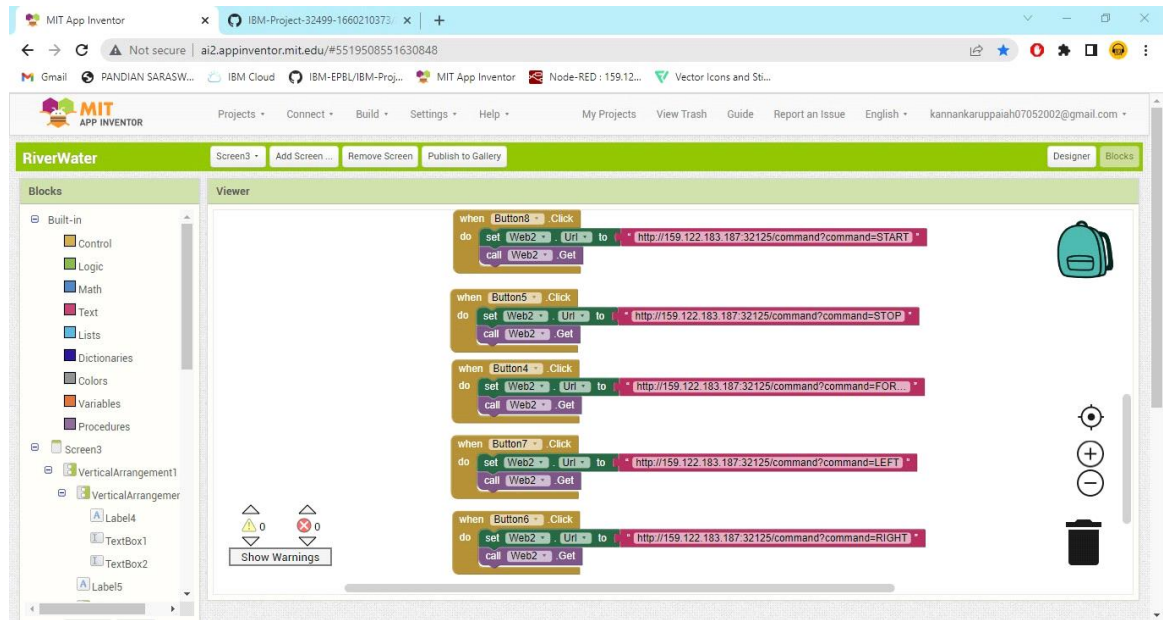 MIT App Inventor
IBM-Project-32499-1660210373/
Not secure | ai2.appinventor.mit.edu/#5519508551630848
Gmail PANDIAN SARASW... IBM Cloud IBM-EPBL/IBM-Proj... MIT App Inventor Node-RED : 159.12... Vector Icons and Sti...
MIT
APP INVENTOR
Projects Connect Build Settings Help My Projects View Trash Guide Report an Issue English kannankaruppaiah07052002@gmail.com
RiverWater Screen3 Add Screen ... Remove Screen Publish to Gallery Designer Blocks
Blocks
Viewer
Built-in
Control
Logic
Math
Text
Lists
Dictionaries
Colors
Variables
Procedures
Screen3
VerticalArrangement1
VerticalArrangemer
Label4
TextBox1
TextBox2
Label5
when Button8 .Click
do set Web2 . Url to " http://159.122.183.187:32125/command?command=START "
call Web2 .Get
when Button5 .Click
do set Web2 . Url to " http://159.122.183.187:32125/command?command=STOP "
call Web2 .Get
when Button4 .Click
do set Web2 . Url to " http://159.122.183.187:32125/command?command=FOR... "
call Web2 .Get
when Button7 .Click
do set Web2 . Url to " http://159.122.183.187:32125/command?command=LEFT "
call Web2 .Get
when Button6 .Click
do set Web2 . Url to " http://159.122.183.187:32125/command?command=RIGHT "
call Web2 .Get
0 0
Show Warnings